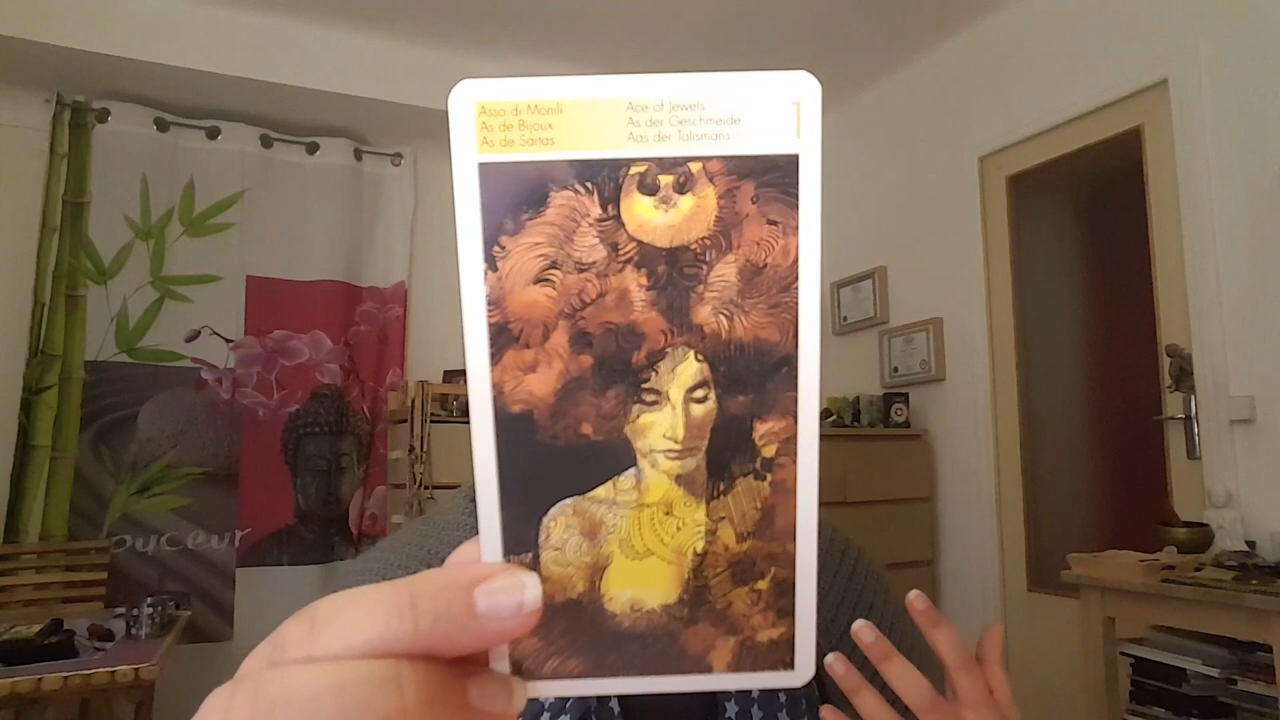 Asso di Monili
As de Bijoux
As de Sartas
Ace of Jewels
As der Geschmeide
Aas der Talismans
1
ouceur